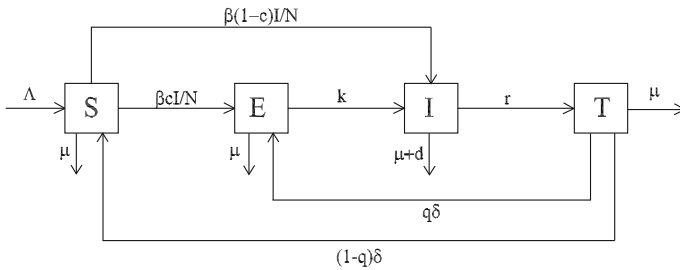 β(1-c)I/N
Λ
S
βcI/N
E
k
I
r
T
μ
μ
μ
μ+d
qδ
(1-q)δ